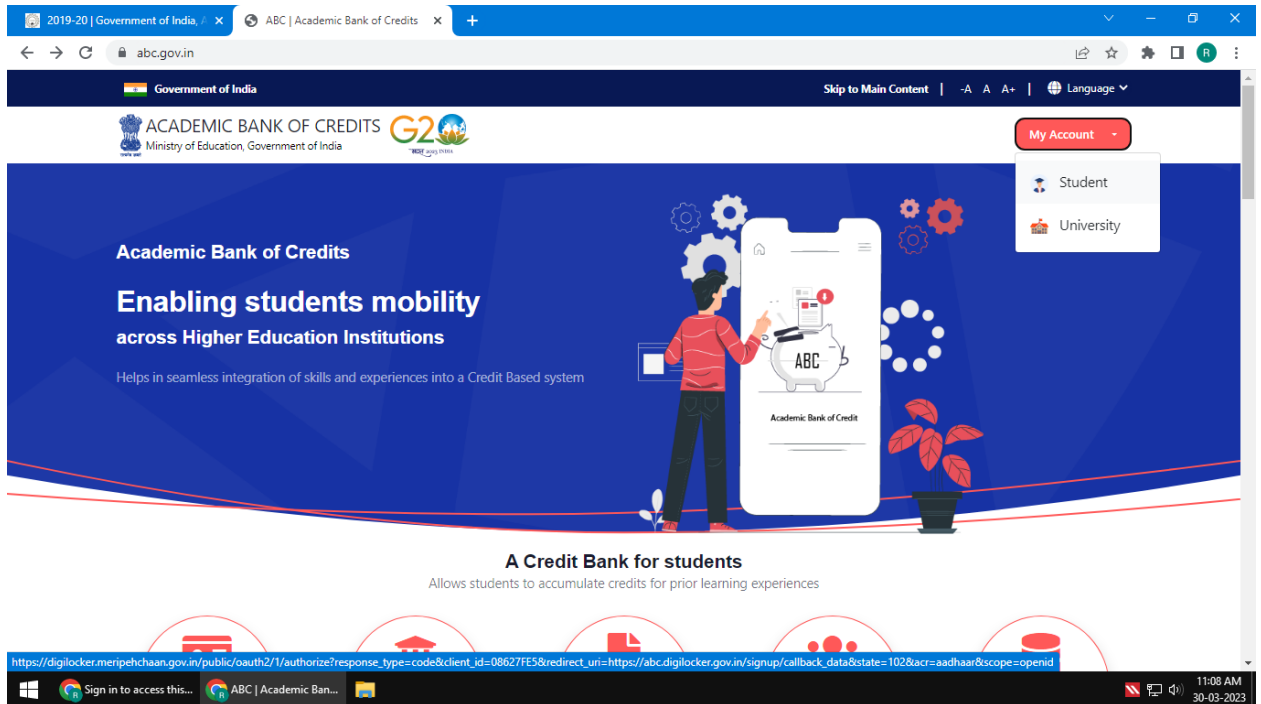 2019-20 | Government of India, A
ABC | Academic Bank of Credits
abc.gov.in
R
Government of India
Skip to Main Content | -A A A+ | Language
ACADEMIC BANK OF CREDITS
Ministry of Education, Government of India
G20
2023 INDIA
My Account
Student
University
Academic Bank of Credits
Enabling students mobility
across Higher Education Institutions
Helps in seamless integration of skills and experiences into a Credit Based system
ABC
Academic Bank of Credit
A Credit Bank for students
Allows students to accumulate credits for prior learning experiences
https://digilocker.meripehchaan.gov.in/public/oauth2/1/authorize?response_type=code&client_id=08627FE5&redirect_uri=https://abc.digilocker.gov.in/signup/callback_data&state=102&acr=aadhaar&scope=openid
Sign in to access this...
ABC | Academic Ban...
11:08 AM
30-03-2023